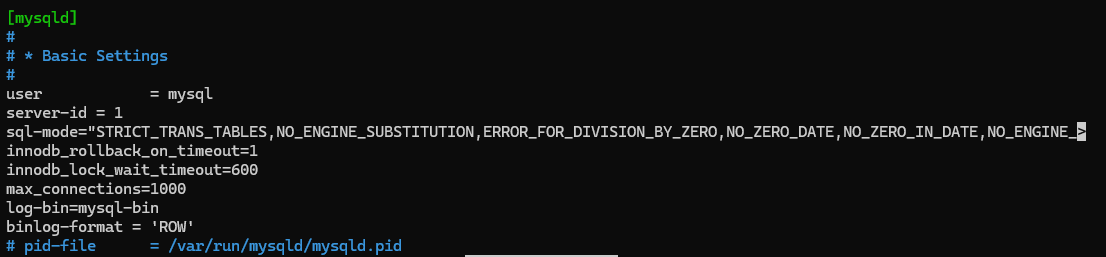 [mysqld]
#
# * Basic Settings
#
user            = mysql
server-id = 1
sql-mode="STRICT_TRANS_TABLES,NO_ENGINE_SUBSTITUTION,ERROR_FOR_DIVISION_BY_ZERO,NO_ZERO_DATE,NO_ZERO_IN_DATE,NO_ENGINE_>
innodb_rollback_on_timeout=1
innodb_lock_wait_timeout=600
max_connections=1000
log-bin=mysql-bin
binlog-format = 'ROW'
# pid-file      = /var/run/mysqld/mysqld.pid